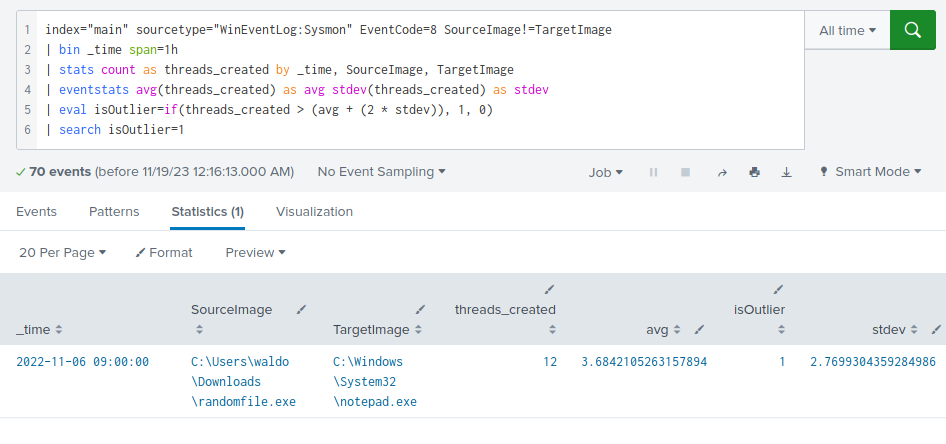 1 index="main" sourcetype="WinEventLog:Sysmon" EventCode=8 SourceImage!=TargetImage
2 | bin _time span=1h
3 | stats count as threads_created by _time, SourceImage, TargetImage
4 | eventstats avg(threads_created) as avg stdev(threads_created) as stdev
5 | eval isOutlier=if(threads_created > (avg + (2 * stdev)), 1, 0)
6 | search isOutlier=1
All time
70 events (before 11/19/23 12:16:13.000 AM) No Event Sampling Job Smart Mode
Events Patterns Statistics (1) Visualization
20 Per Page Format Preview
_time SourceImage TargetImage threads_created avg isOutlier stdev
2022-11-06 09:00:00 C:\Users\waldo C:\Windows 12 3.6842105263157894 1 2.7699304359284986
\Downloads \System32
\randomfile.exe \notepad.exe